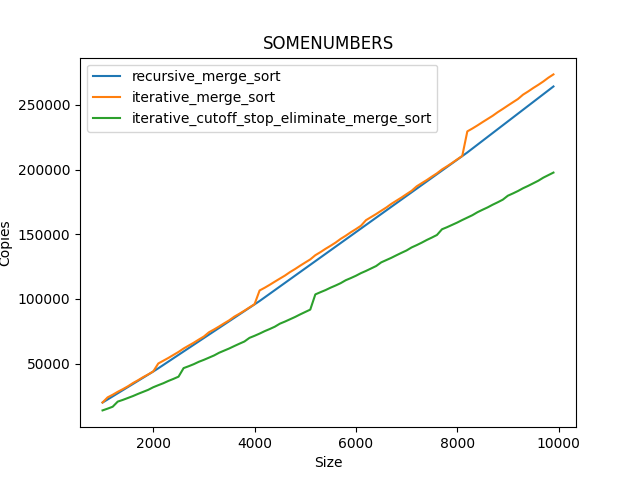 SOMENUMBERS
recursive_merge_sort
iterative_merge_sort
iterative_cutoff_stop_eliminate_merge_sort
250000
200000
150000
100000
50000
Copies
2000 4000 6000 8000 10000
Size